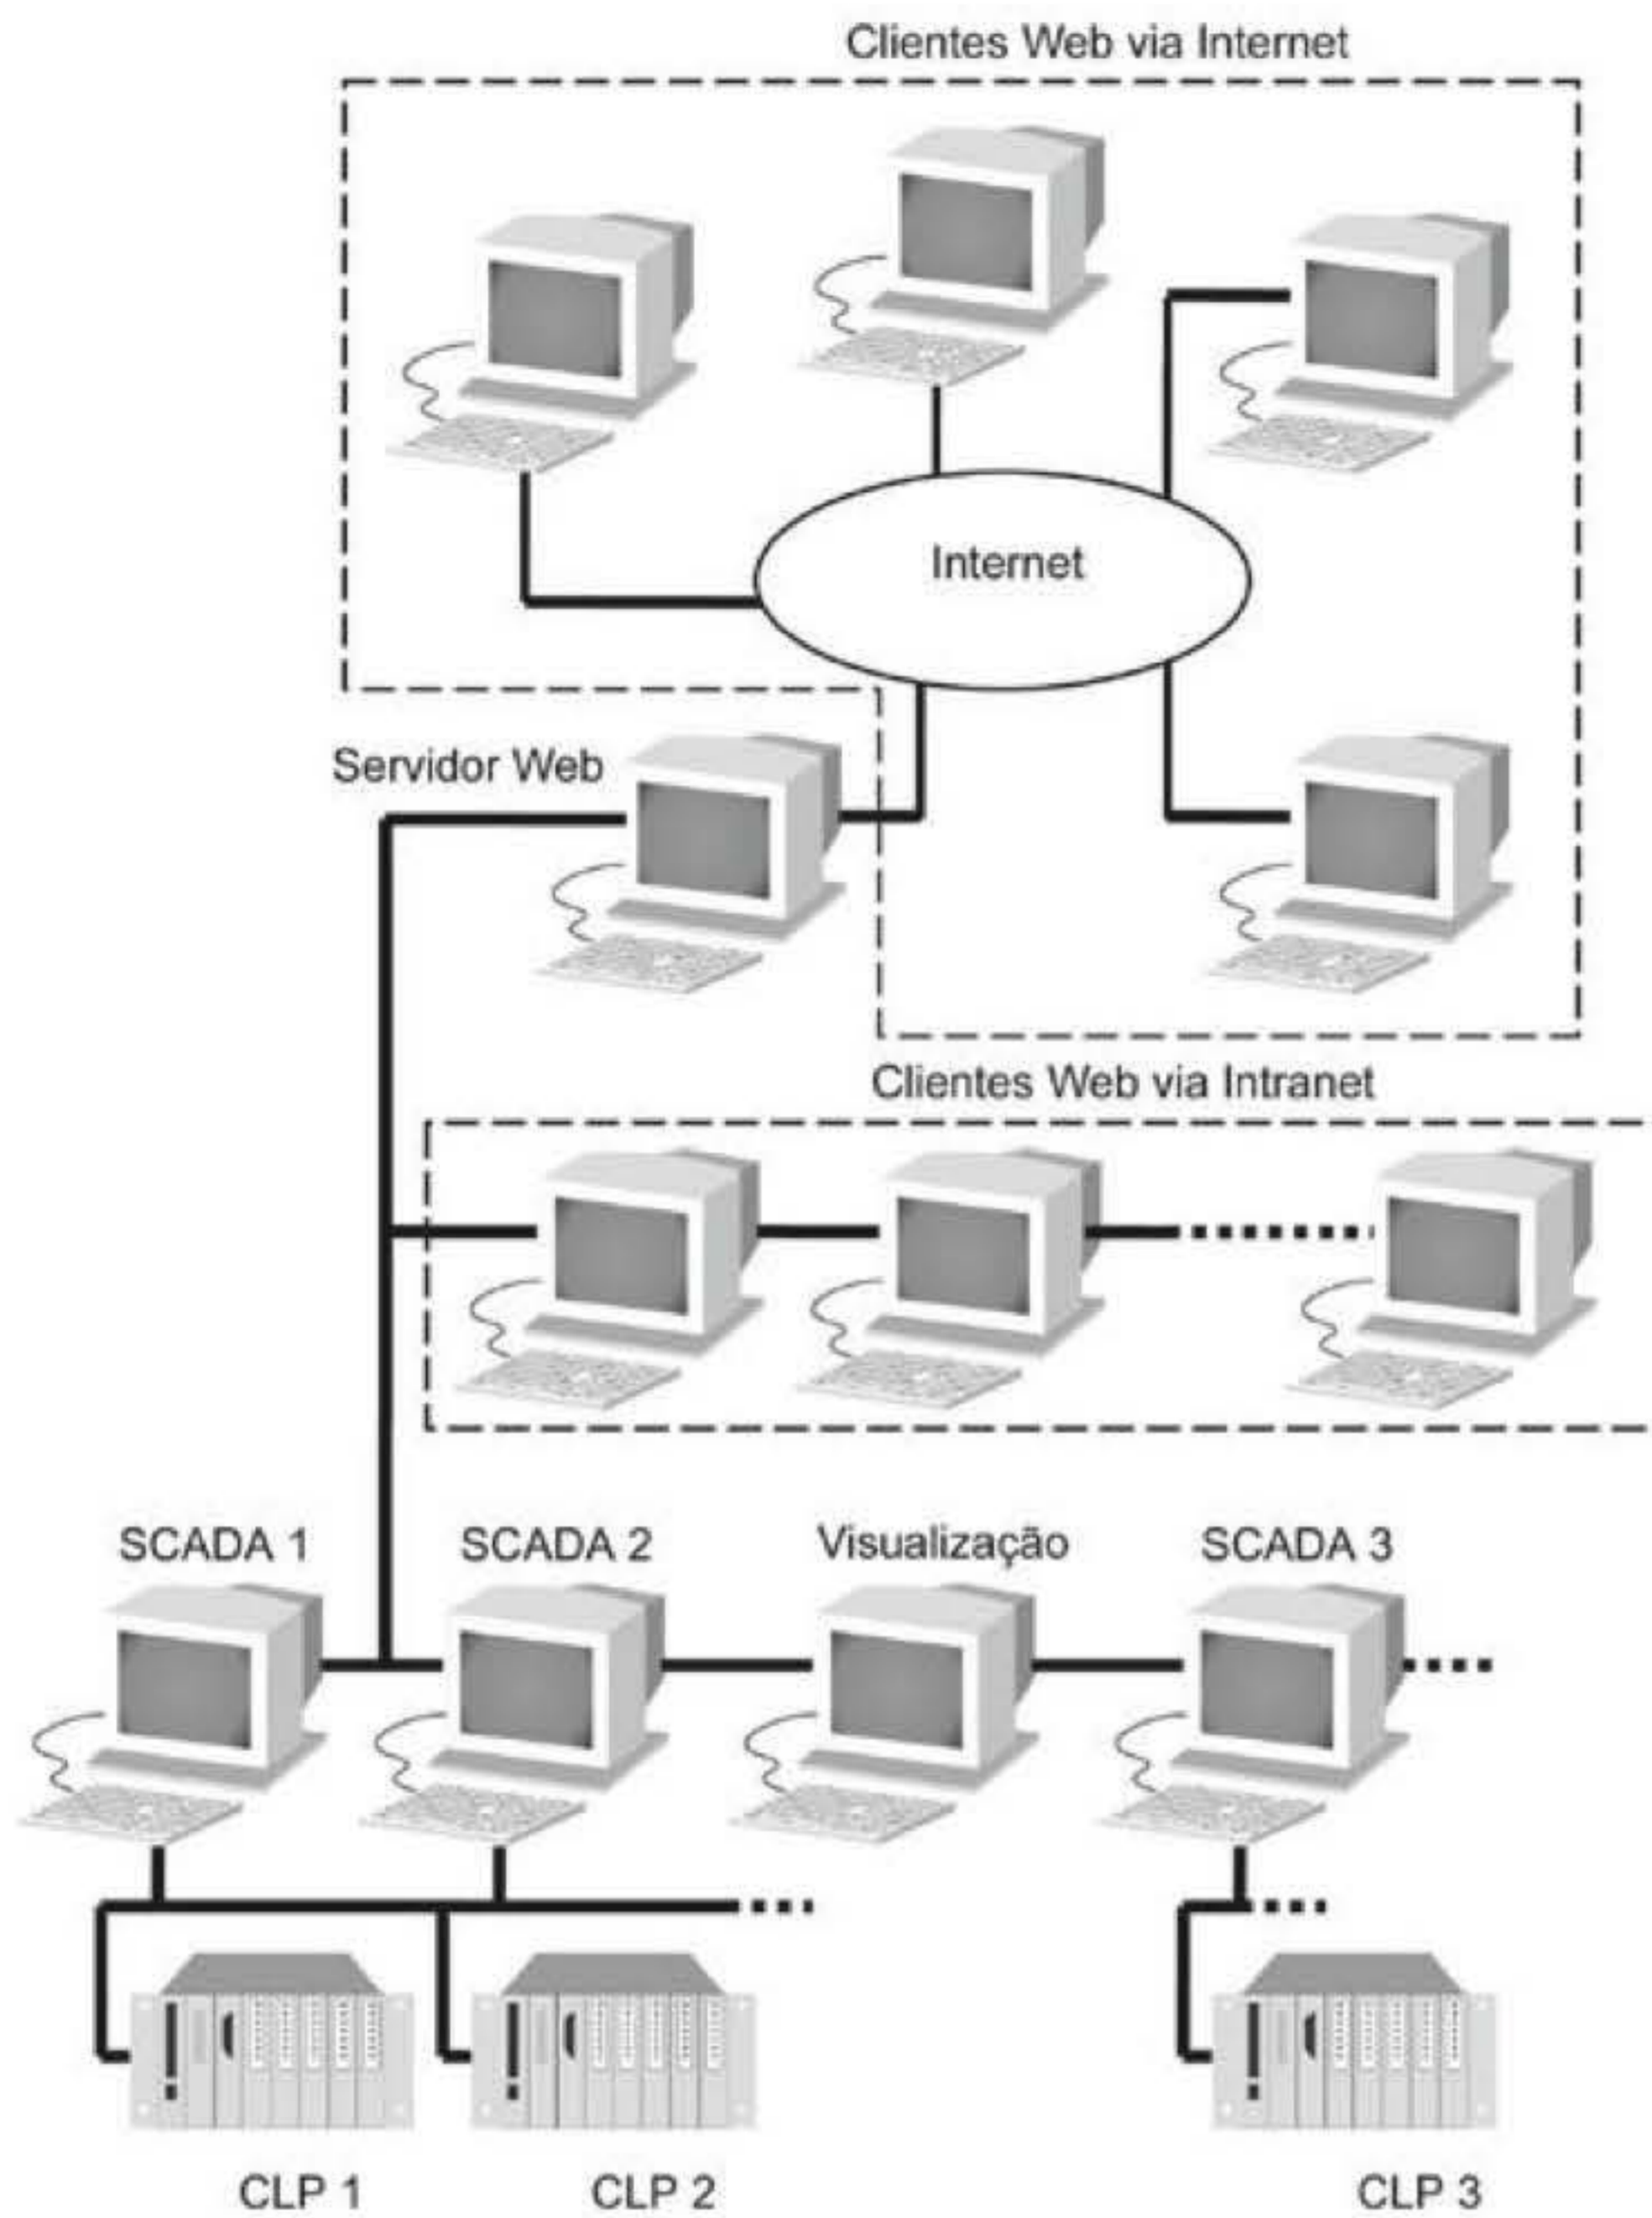 Clientes Web via Internet
Internet
Servidor Web
Clientes Web via Intranet
SCADA 1
SCADA 2
Visualização
SCADA 3
CLP 1
CLP 2
CLP 3